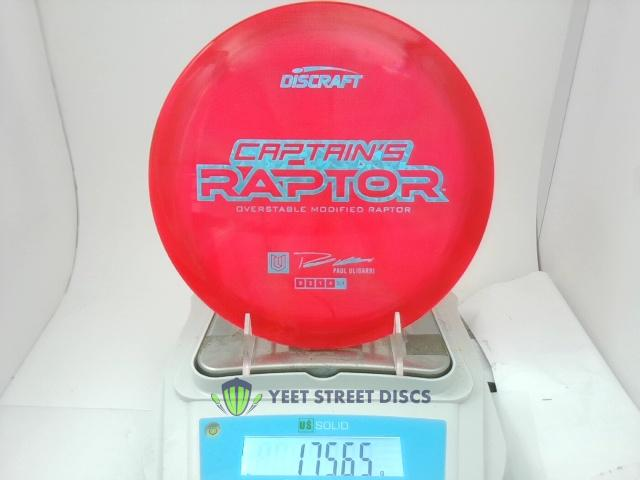 DISCRAFT
CAPTAIN'S
RAPTOR
OVERSTABLE MODIFIED RAPTOR
PAUL ULIBARRI
YEET STREET DISCS
US SOLID
175.65 g